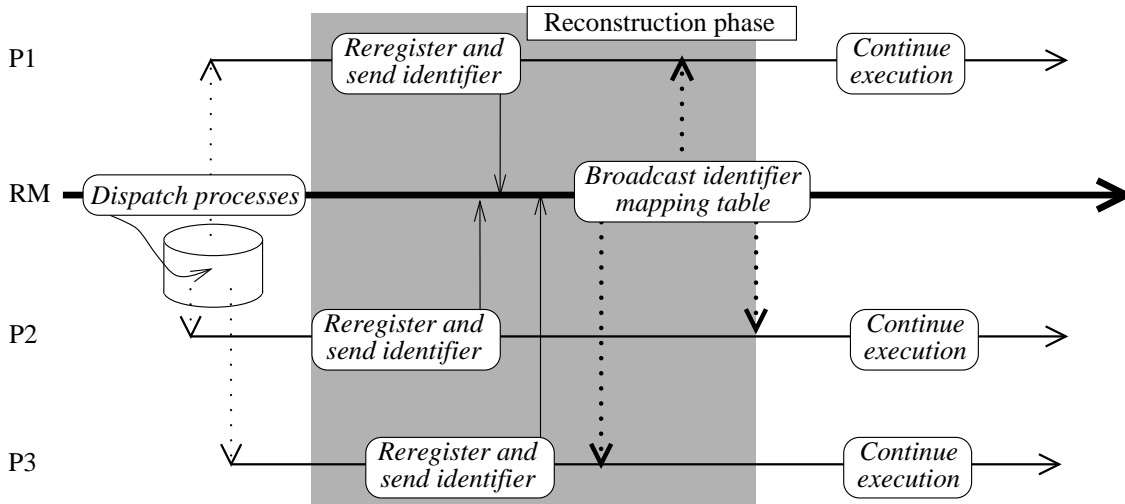 Reconstruction phase
P1
Reregister and
send identifier
Continue
execution
RM
Dispatch processes
Broadcast identifier
mapping table
P2
Reregister and
send identifier
Continue
execution
P3
Reregister and
send identifier
Continue
execution